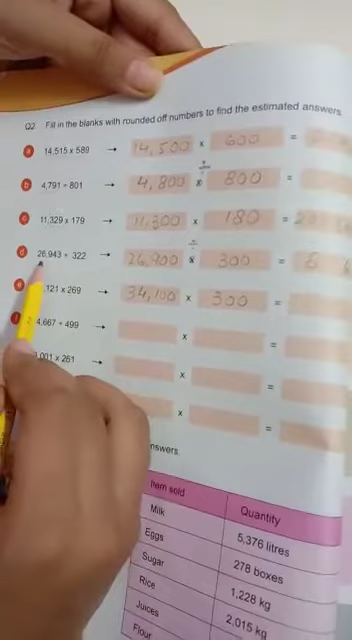 Q2 Fill in the blanks with rounded off numbers to find the estimated answers
a 14,515 x 589 → 14,500 x 600 =
b 4,791 ÷ 801 → 4,800 ÷ 800 =
c 11,329 x 179 → 11,300 x 180 =
d 26,943 ÷ 322 → 26,900 ÷ 300 =
e ,121 x 269 → 34,100 x 300 =
4,667 ÷ 499 → x =
,001 x 261 → x =
x =
nswers.
Item sold Quantity
Milk 5,376 litres
Eggs 278 boxes
Sugar 1,228 kg
Rice 2,015 kg
Juices
Flour